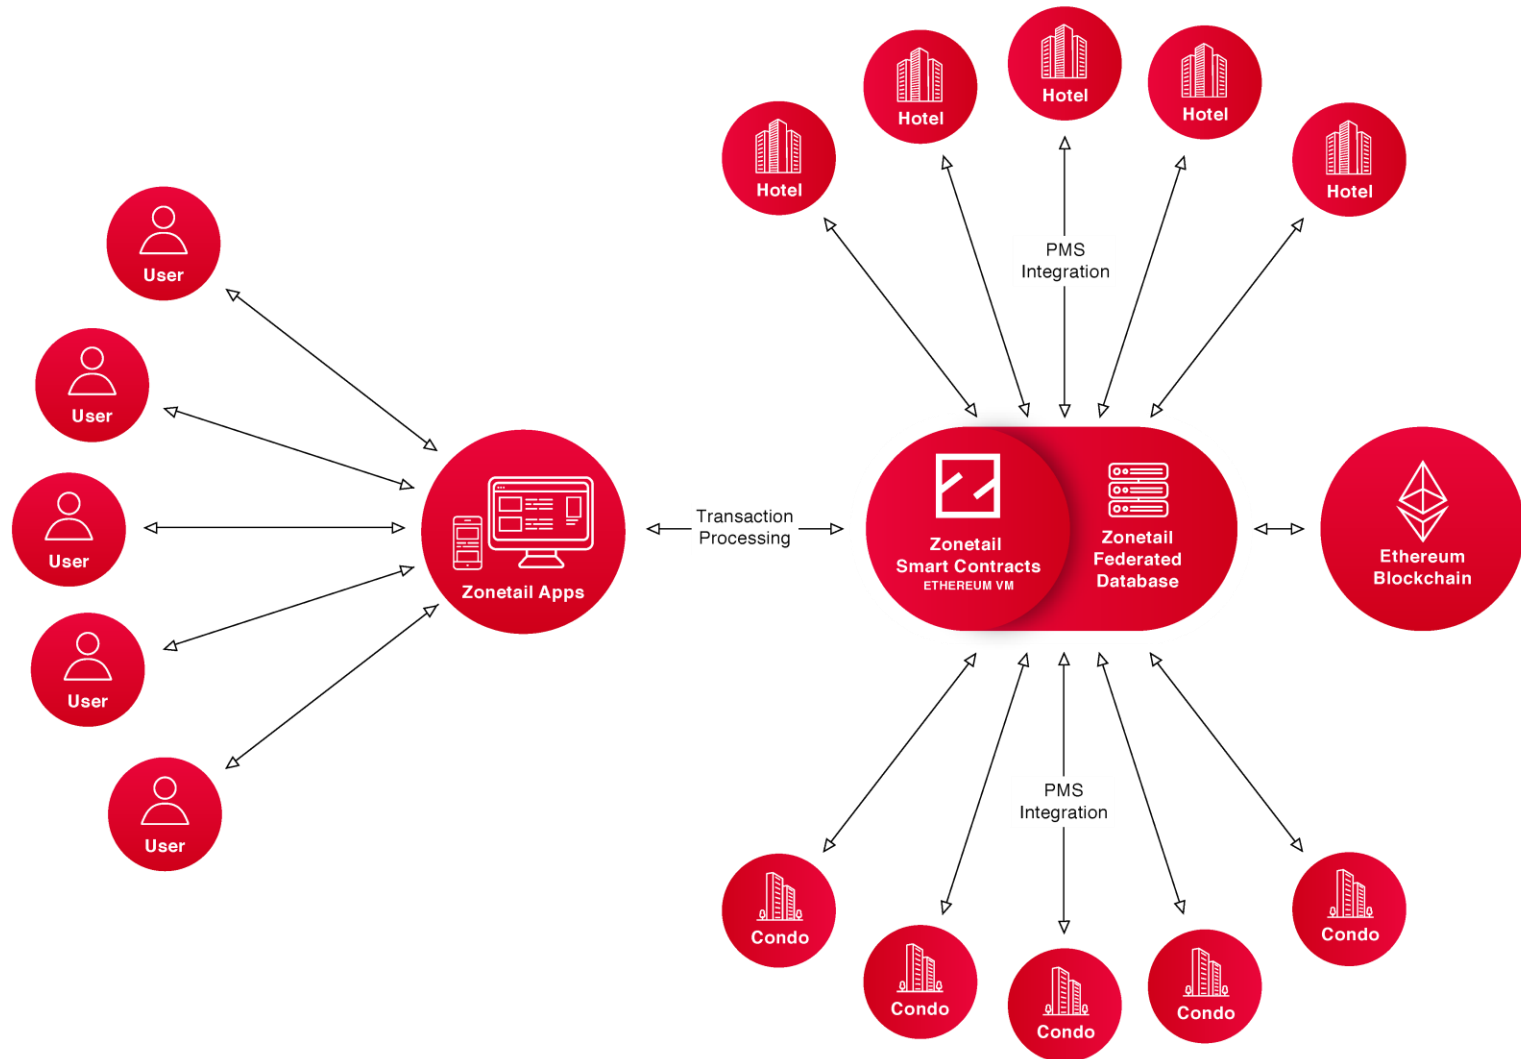 Hotel
Hotel
Hotel
Hotel
Hotel
User
User
User
User
User
PMS
Integration
Zonetail Apps
Transaction
Processing
Zonetail
Smart Contracts
ETHEREUM VM
Zonetail
Federated
Database
Ethereum
Blockchain
PMS
Integration
Condo
Condo
Condo
Condo
Condo